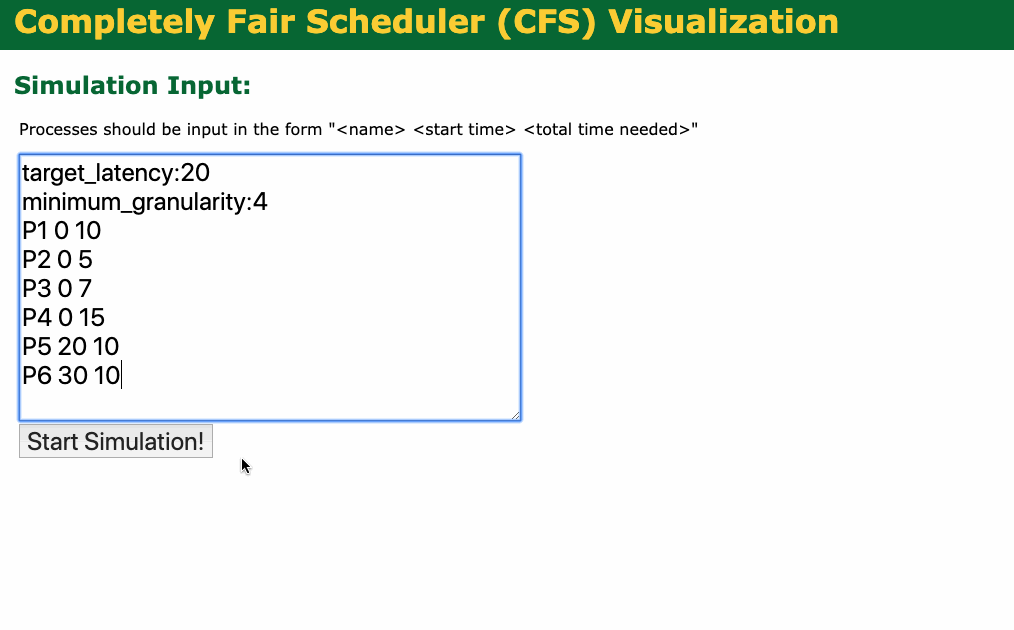 Completely Fair Scheduler (CFS) Visualization
Simulation Input:
Processes should be input in the form "<name> <start time> <total time needed>"
target_latency:20
minimum_granularity:4
P1 0 10
P2 0 5
P3 0 7
P4 0 15
P5 20 10
P6 30 10
Start Simulation!